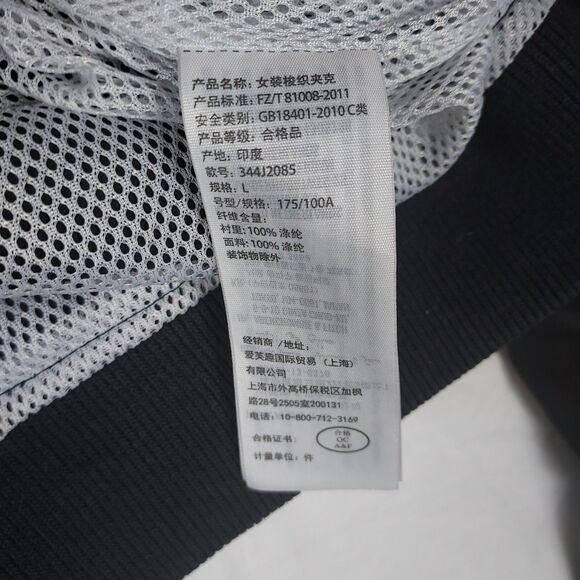 产品名称: 女装梭织夹克
产品标准: FZ/T 81008-2011
安全类别: GB18401-2010 C类
产品等级: 合格品
产地: 印度
款号: 344J2085
规格: L
号型/规格: 175/100A
纤维含量:
衬里: 100% 涤纶
面料: 100% 涤纶
装饰物除外
经销商 /地址:
爱芙趣国际贸易 (上海)
有限公司
上海市外高桥保税区加枫
路28号2505室200131
电话: 10-800-712-3169
合格证书:
合格
QC
A&F
计量单位: 件